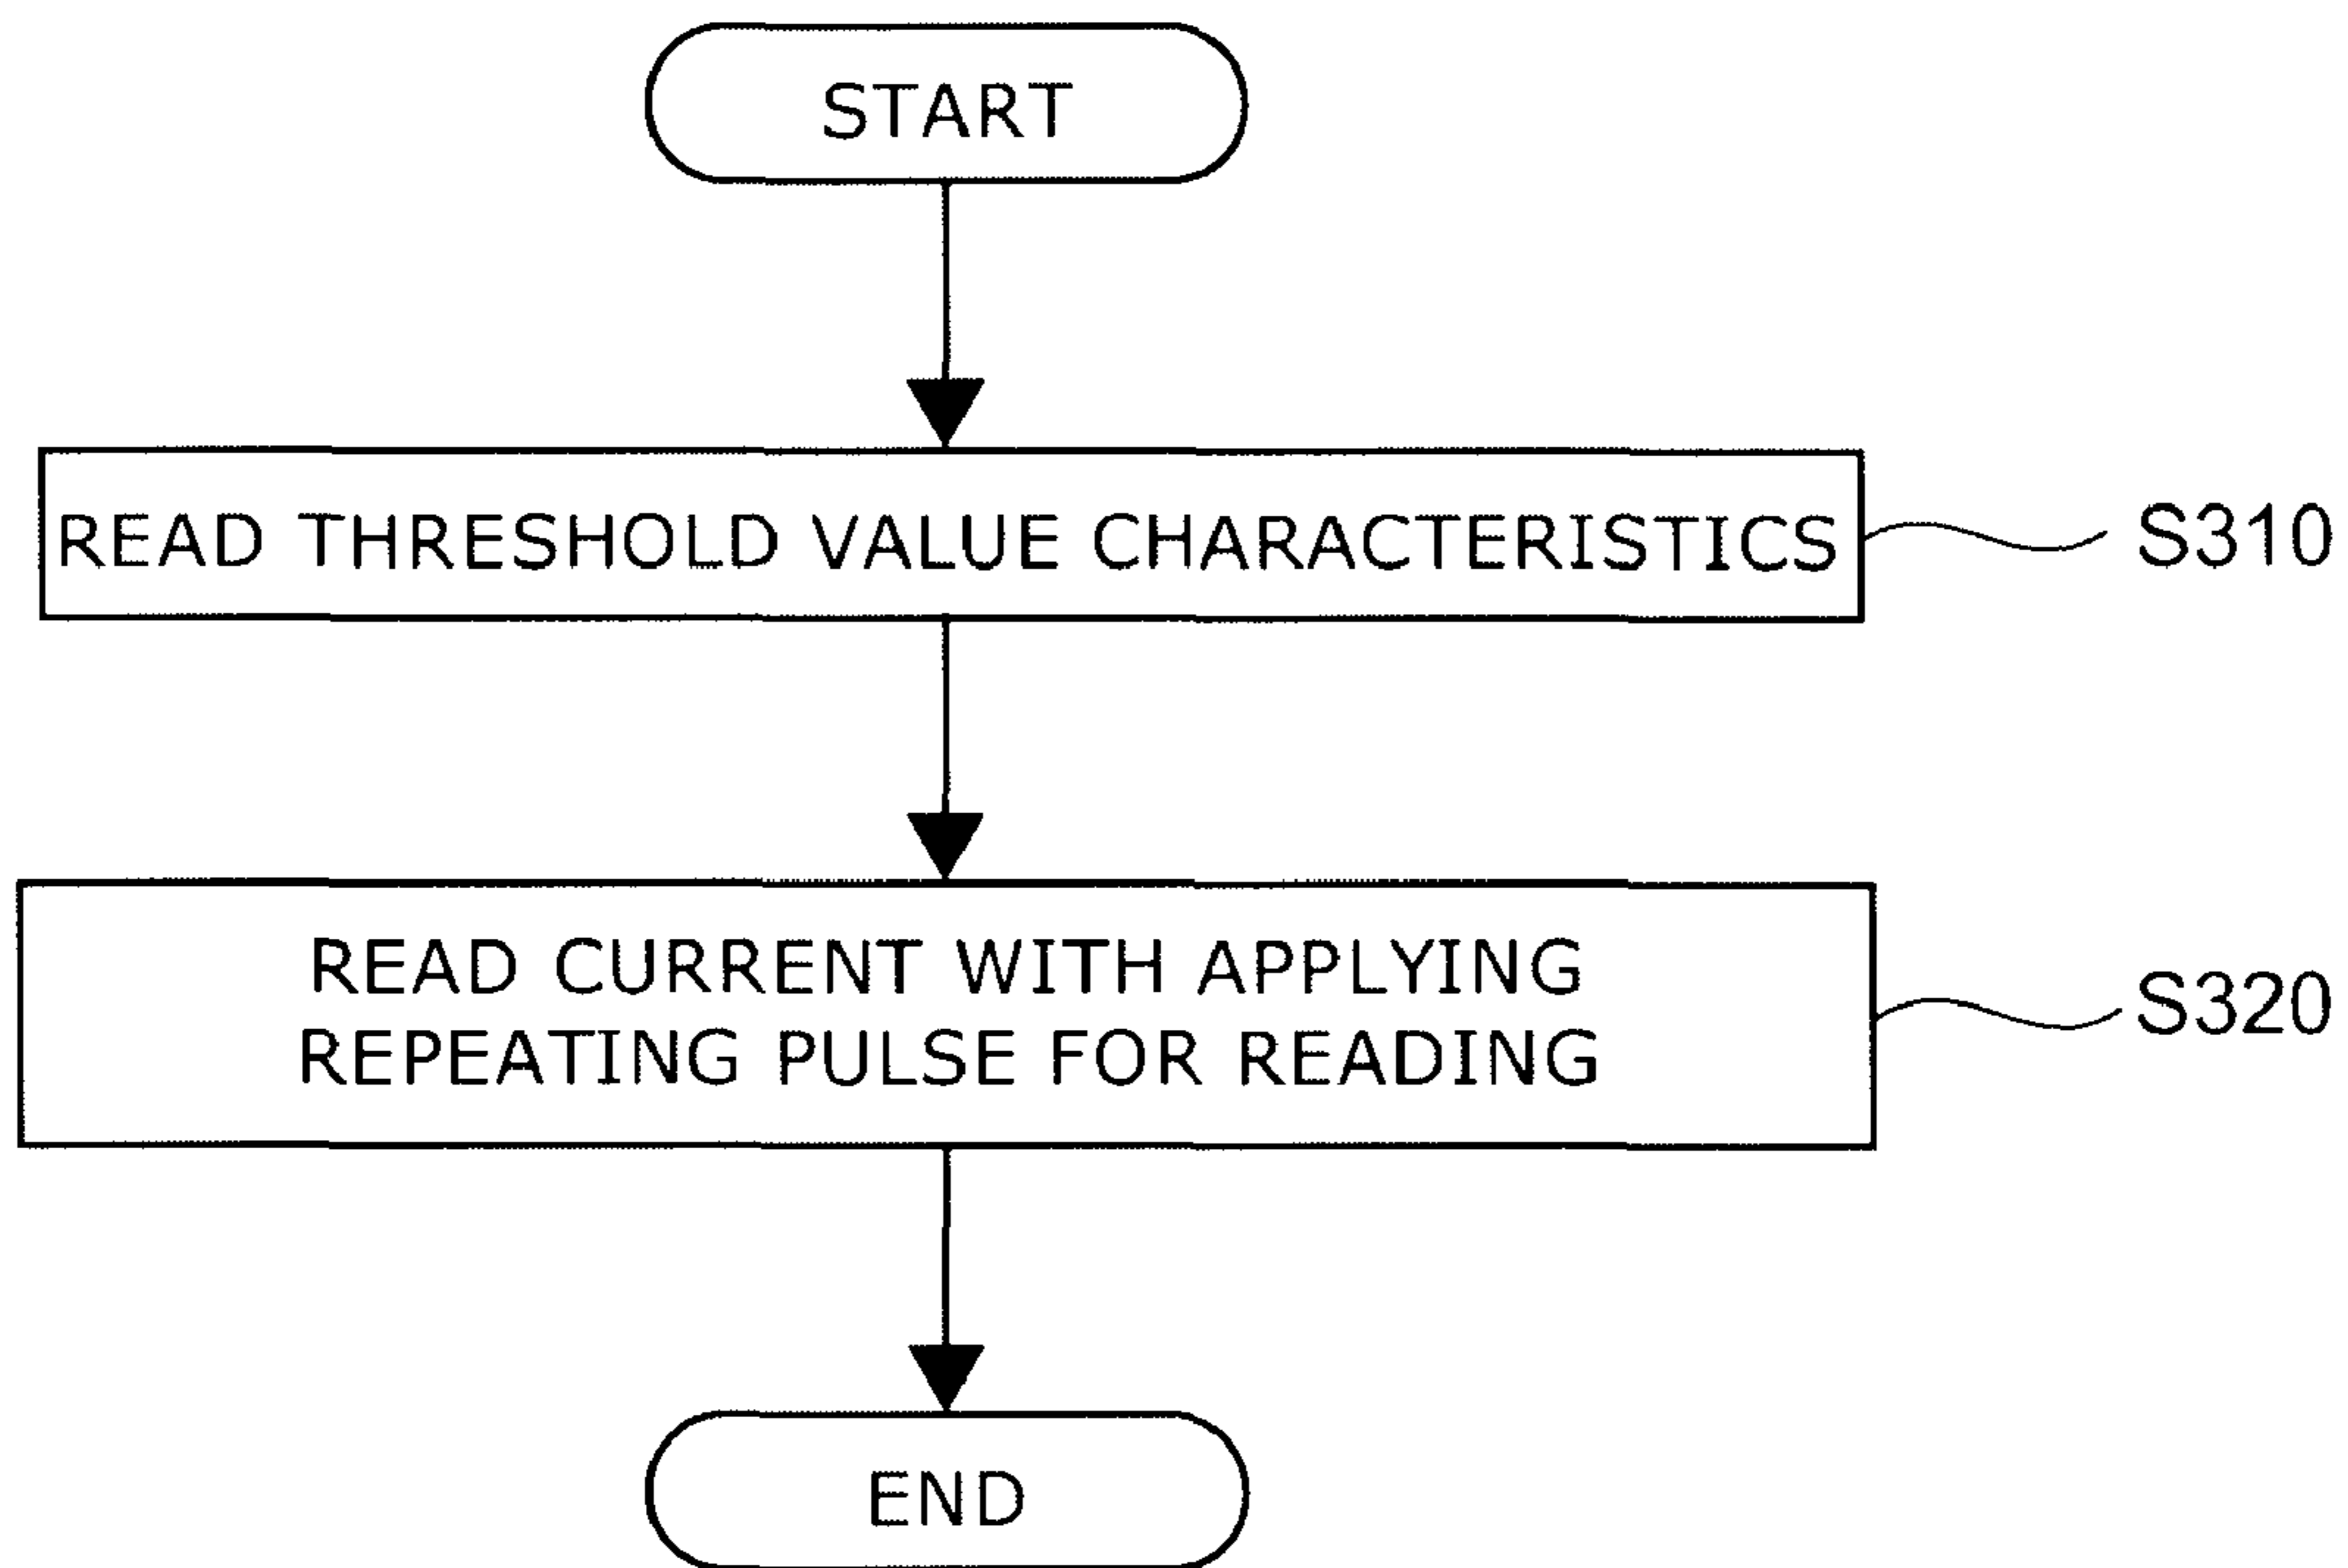 START
READ THRESHOLD VALUE CHARACTERISTICS
S310
READ CURRENT WITH APPLYING
REPEATING PULSE FOR READING
S320
END